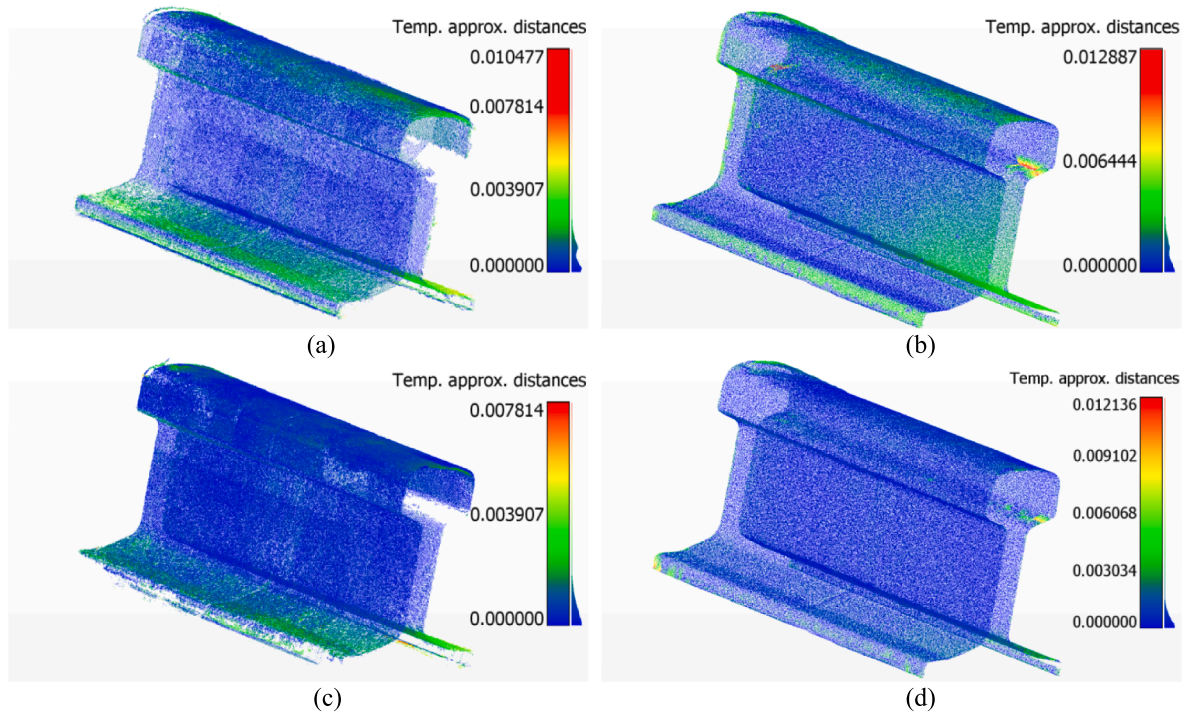 Temp. approx. distances
0.010477
0.007814
0.003907
0.000000
(a)
Temp. approx. distances
0.012887
0.006444
0.000000
(b)
Temp. approx. distances
0.007814
0.003907
0.000000
(c)
Temp. approx. distances
0.012136
0.009102
0.006068
0.003034
0.000000
(d)